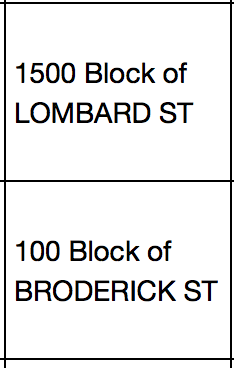 1500 Block of
LOMBARD ST
100 Block of
BRODERICK ST